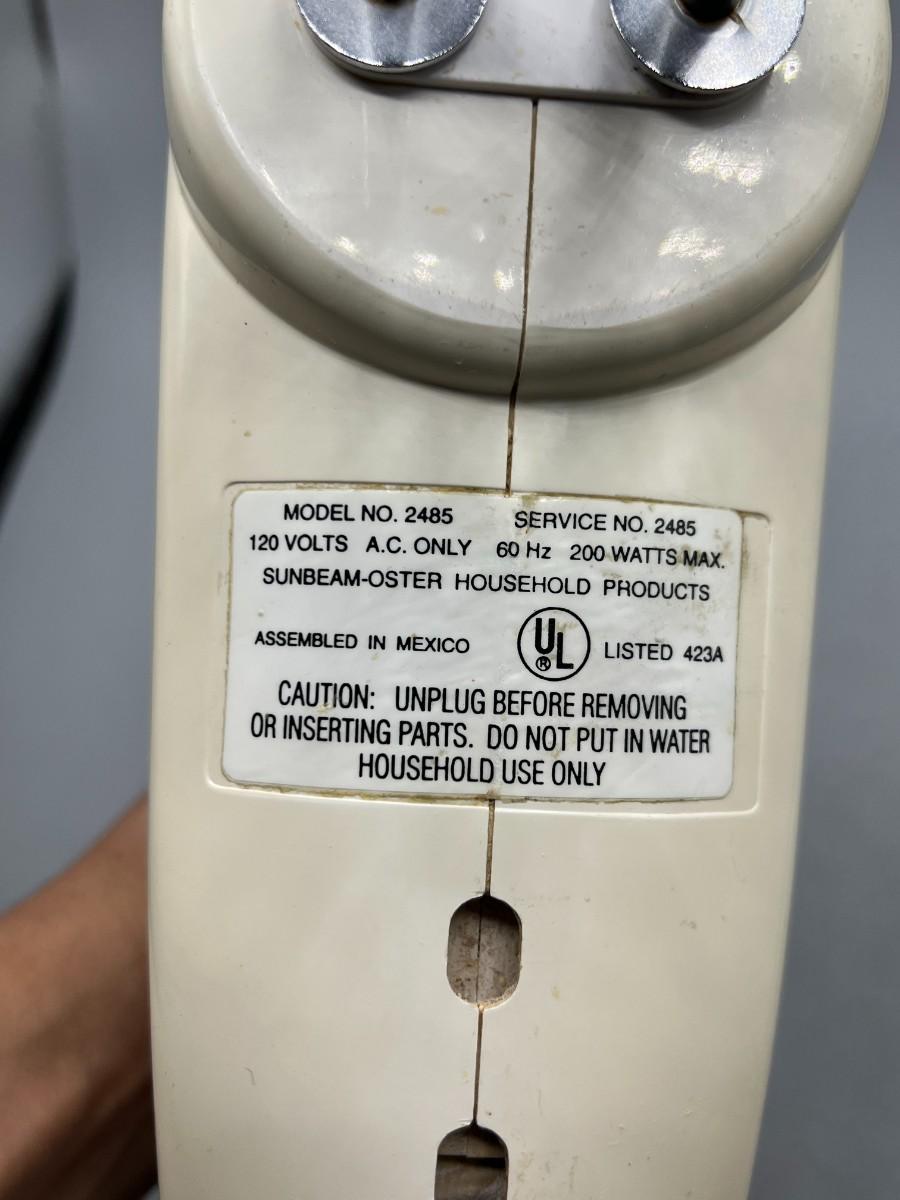 MODEL NO. 2485 SERVICE NO. 2485
120 VOLTS A.C. ONLY 60 Hz 200 WATTS MAX.
SUNBEAM-OSTER HOUSEHOLD PRODUCTS
ASSEMBLED IN MEXICO UL ® LISTED 423A
CAUTION: UNPLUG BEFORE REMOVING
OR INSERTING PARTS. DO NOT PUT IN WATER
HOUSEHOLD USE ONLY